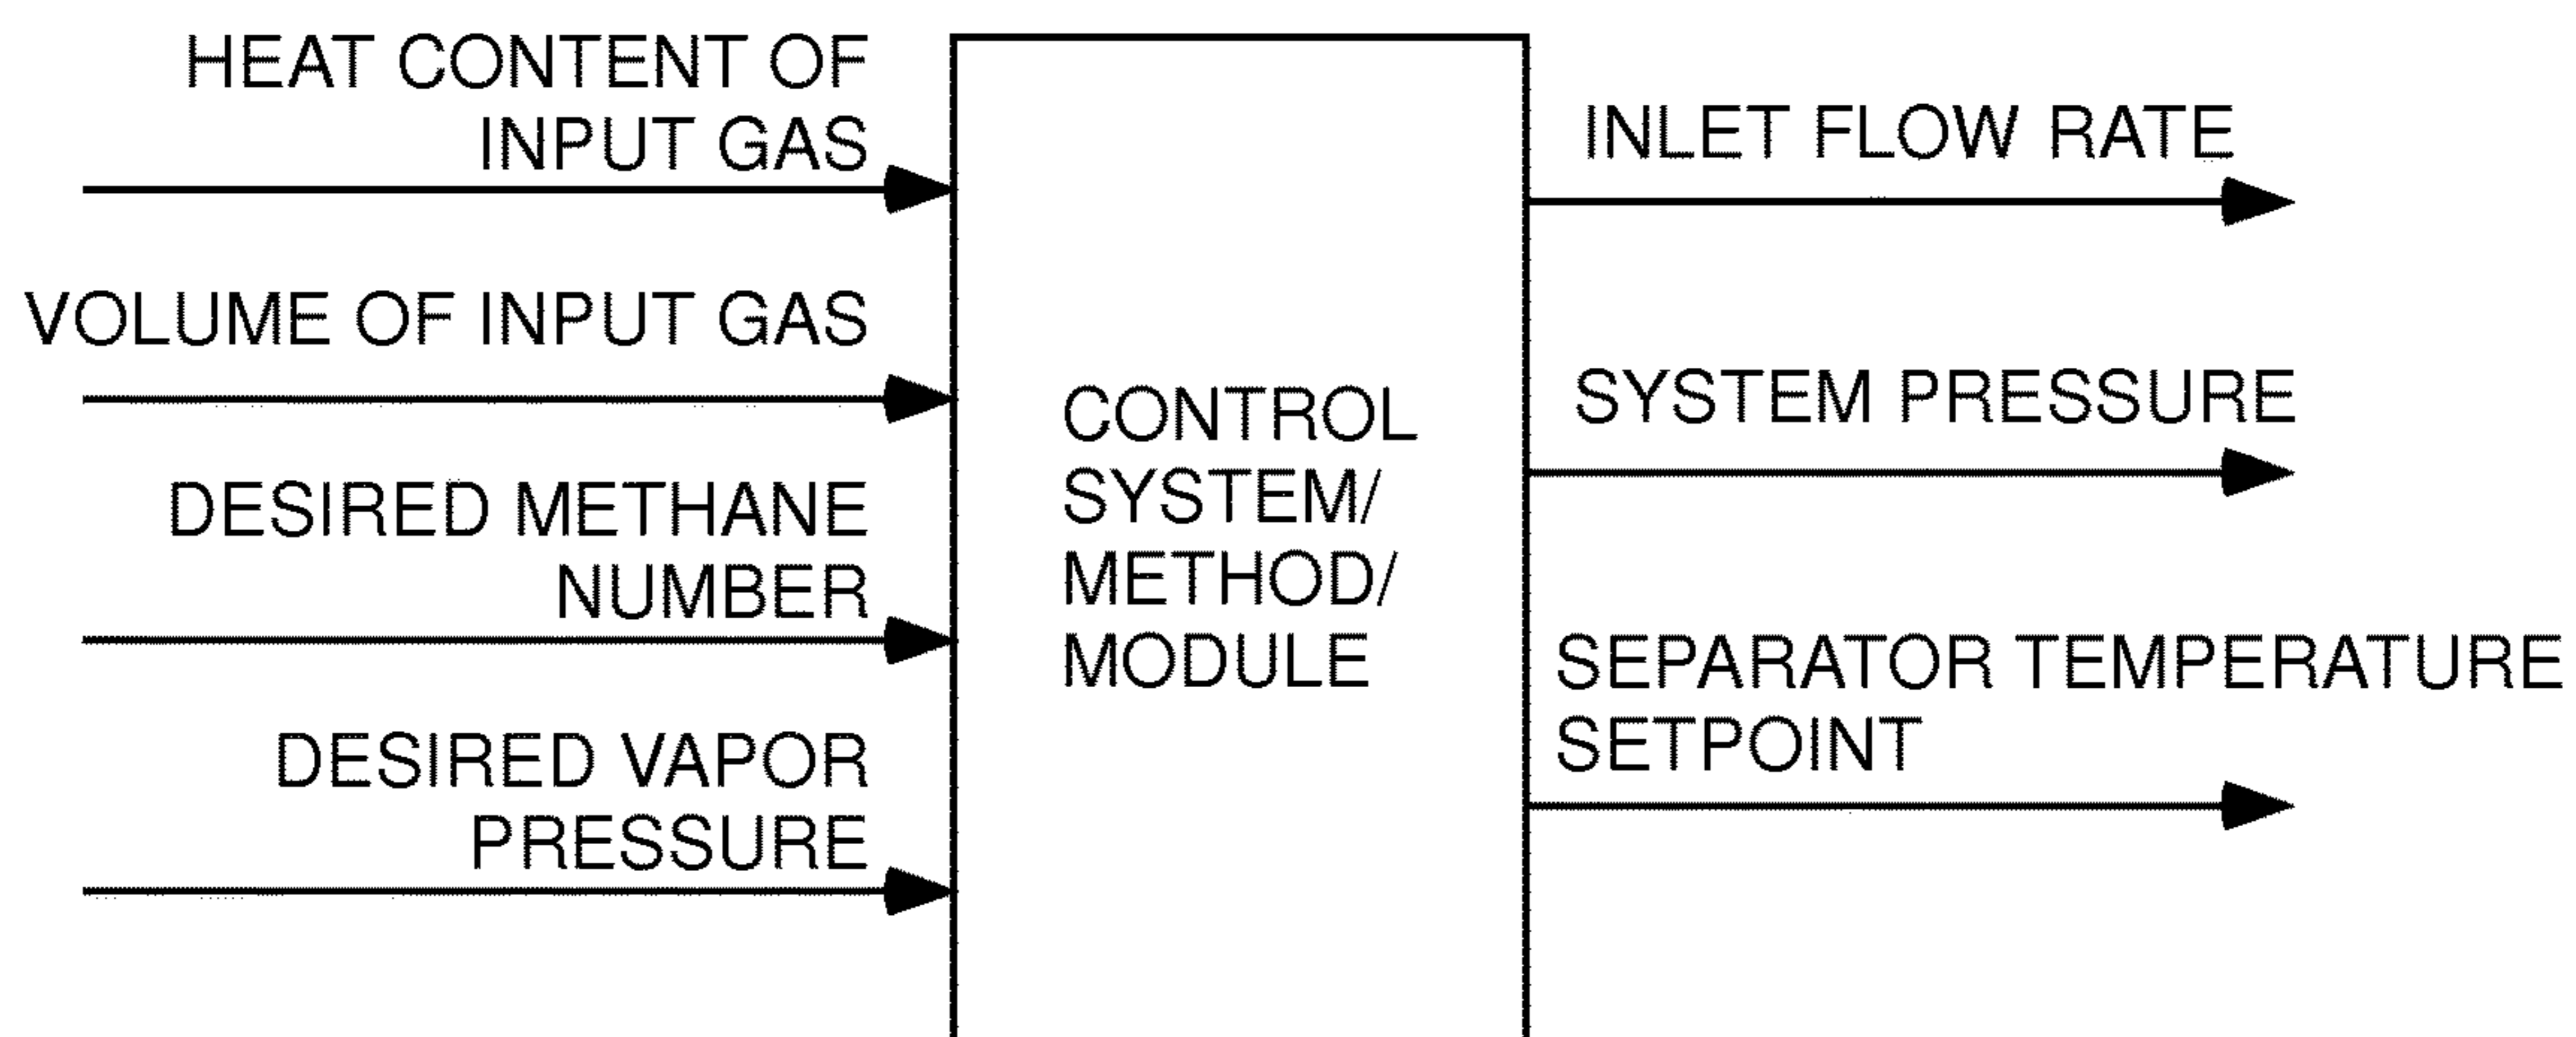 HEAT CONTENT OF
INPUT GAS
VOLUME OF INPUT GAS
DESIRED METHANE
NUMBER
DESIRED VAPOR
PRESSURE
CONTROL
SYSTEM/
METHOD/
MODULE
INLET FLOW RATE
SYSTEM PRESSURE
SEPARATOR TEMPERATURE
SETPOINT